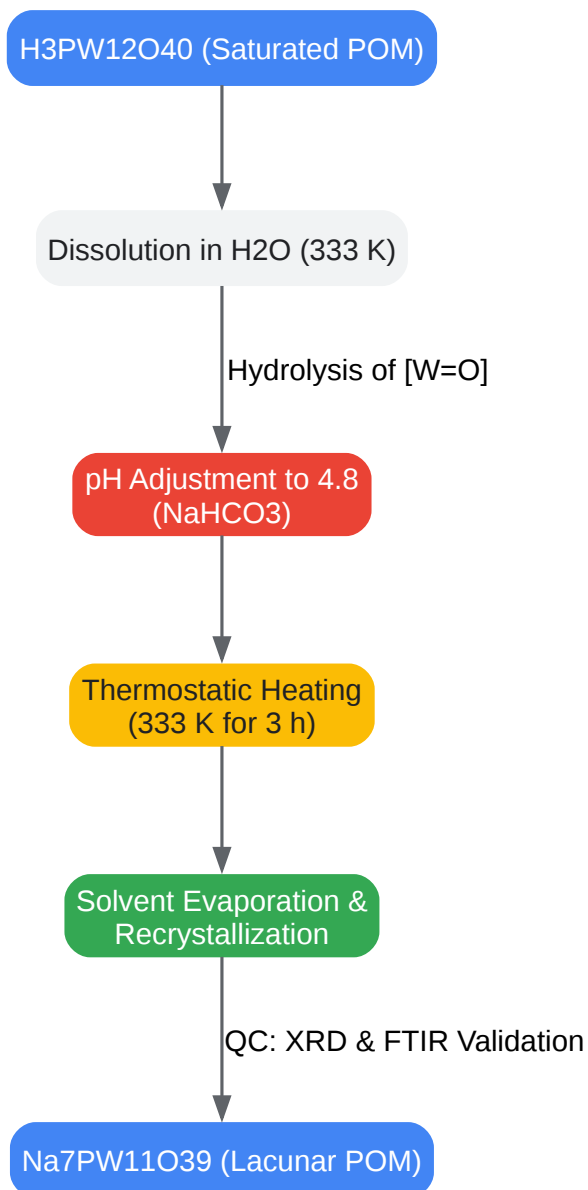 H3PW12O40 (Saturated POM)
Dissolution in H2O (333 K)
Hydrolysis of [W=O]
pH Adjustment to 4.8
(NaHCO3)
Thermostatic Heating
(333 K for 3 h)
Solvent Evaporation &
Recrystallization
QC: XRD & FTIR Validation
Na7PW11O39 (Lacunar POM)